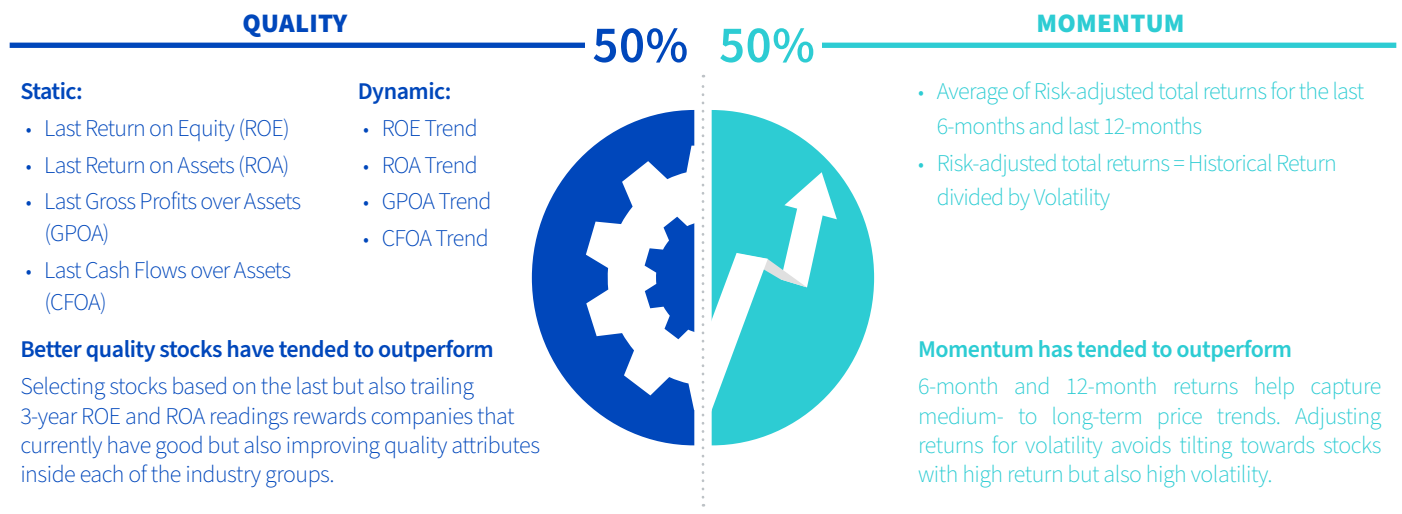 QUALITY
50%
Static:
• Last Return on Equity (ROE)
• Last Return on Assets (ROA)
• Last Gross Profits over Assets
(GPOA)
• Last Cash Flows over Assets
(CFOA)
Dynamic:
• ROE Trend
• ROA Trend
• GPOA Trend
• CFOA Trend
Better quality stocks have tended to outperform
Selecting stocks based on the last but also trailing
3-year ROE and ROA readings rewards companies that
currently have good but also improving quality attributes
inside each of the industry groups.
50%
MOMENTUM
• Average of Risk-adjusted total returns for the last
6-months and last 12-months
• Risk-adjusted total returns = Historical Return
divided by Volatility
Momentum has tended to outperform
6-month and 12-month returns help capture
medium- to long-term price trends. Adjusting
returns for volatility avoids tilting towards stocks
with high return but also high volatility.